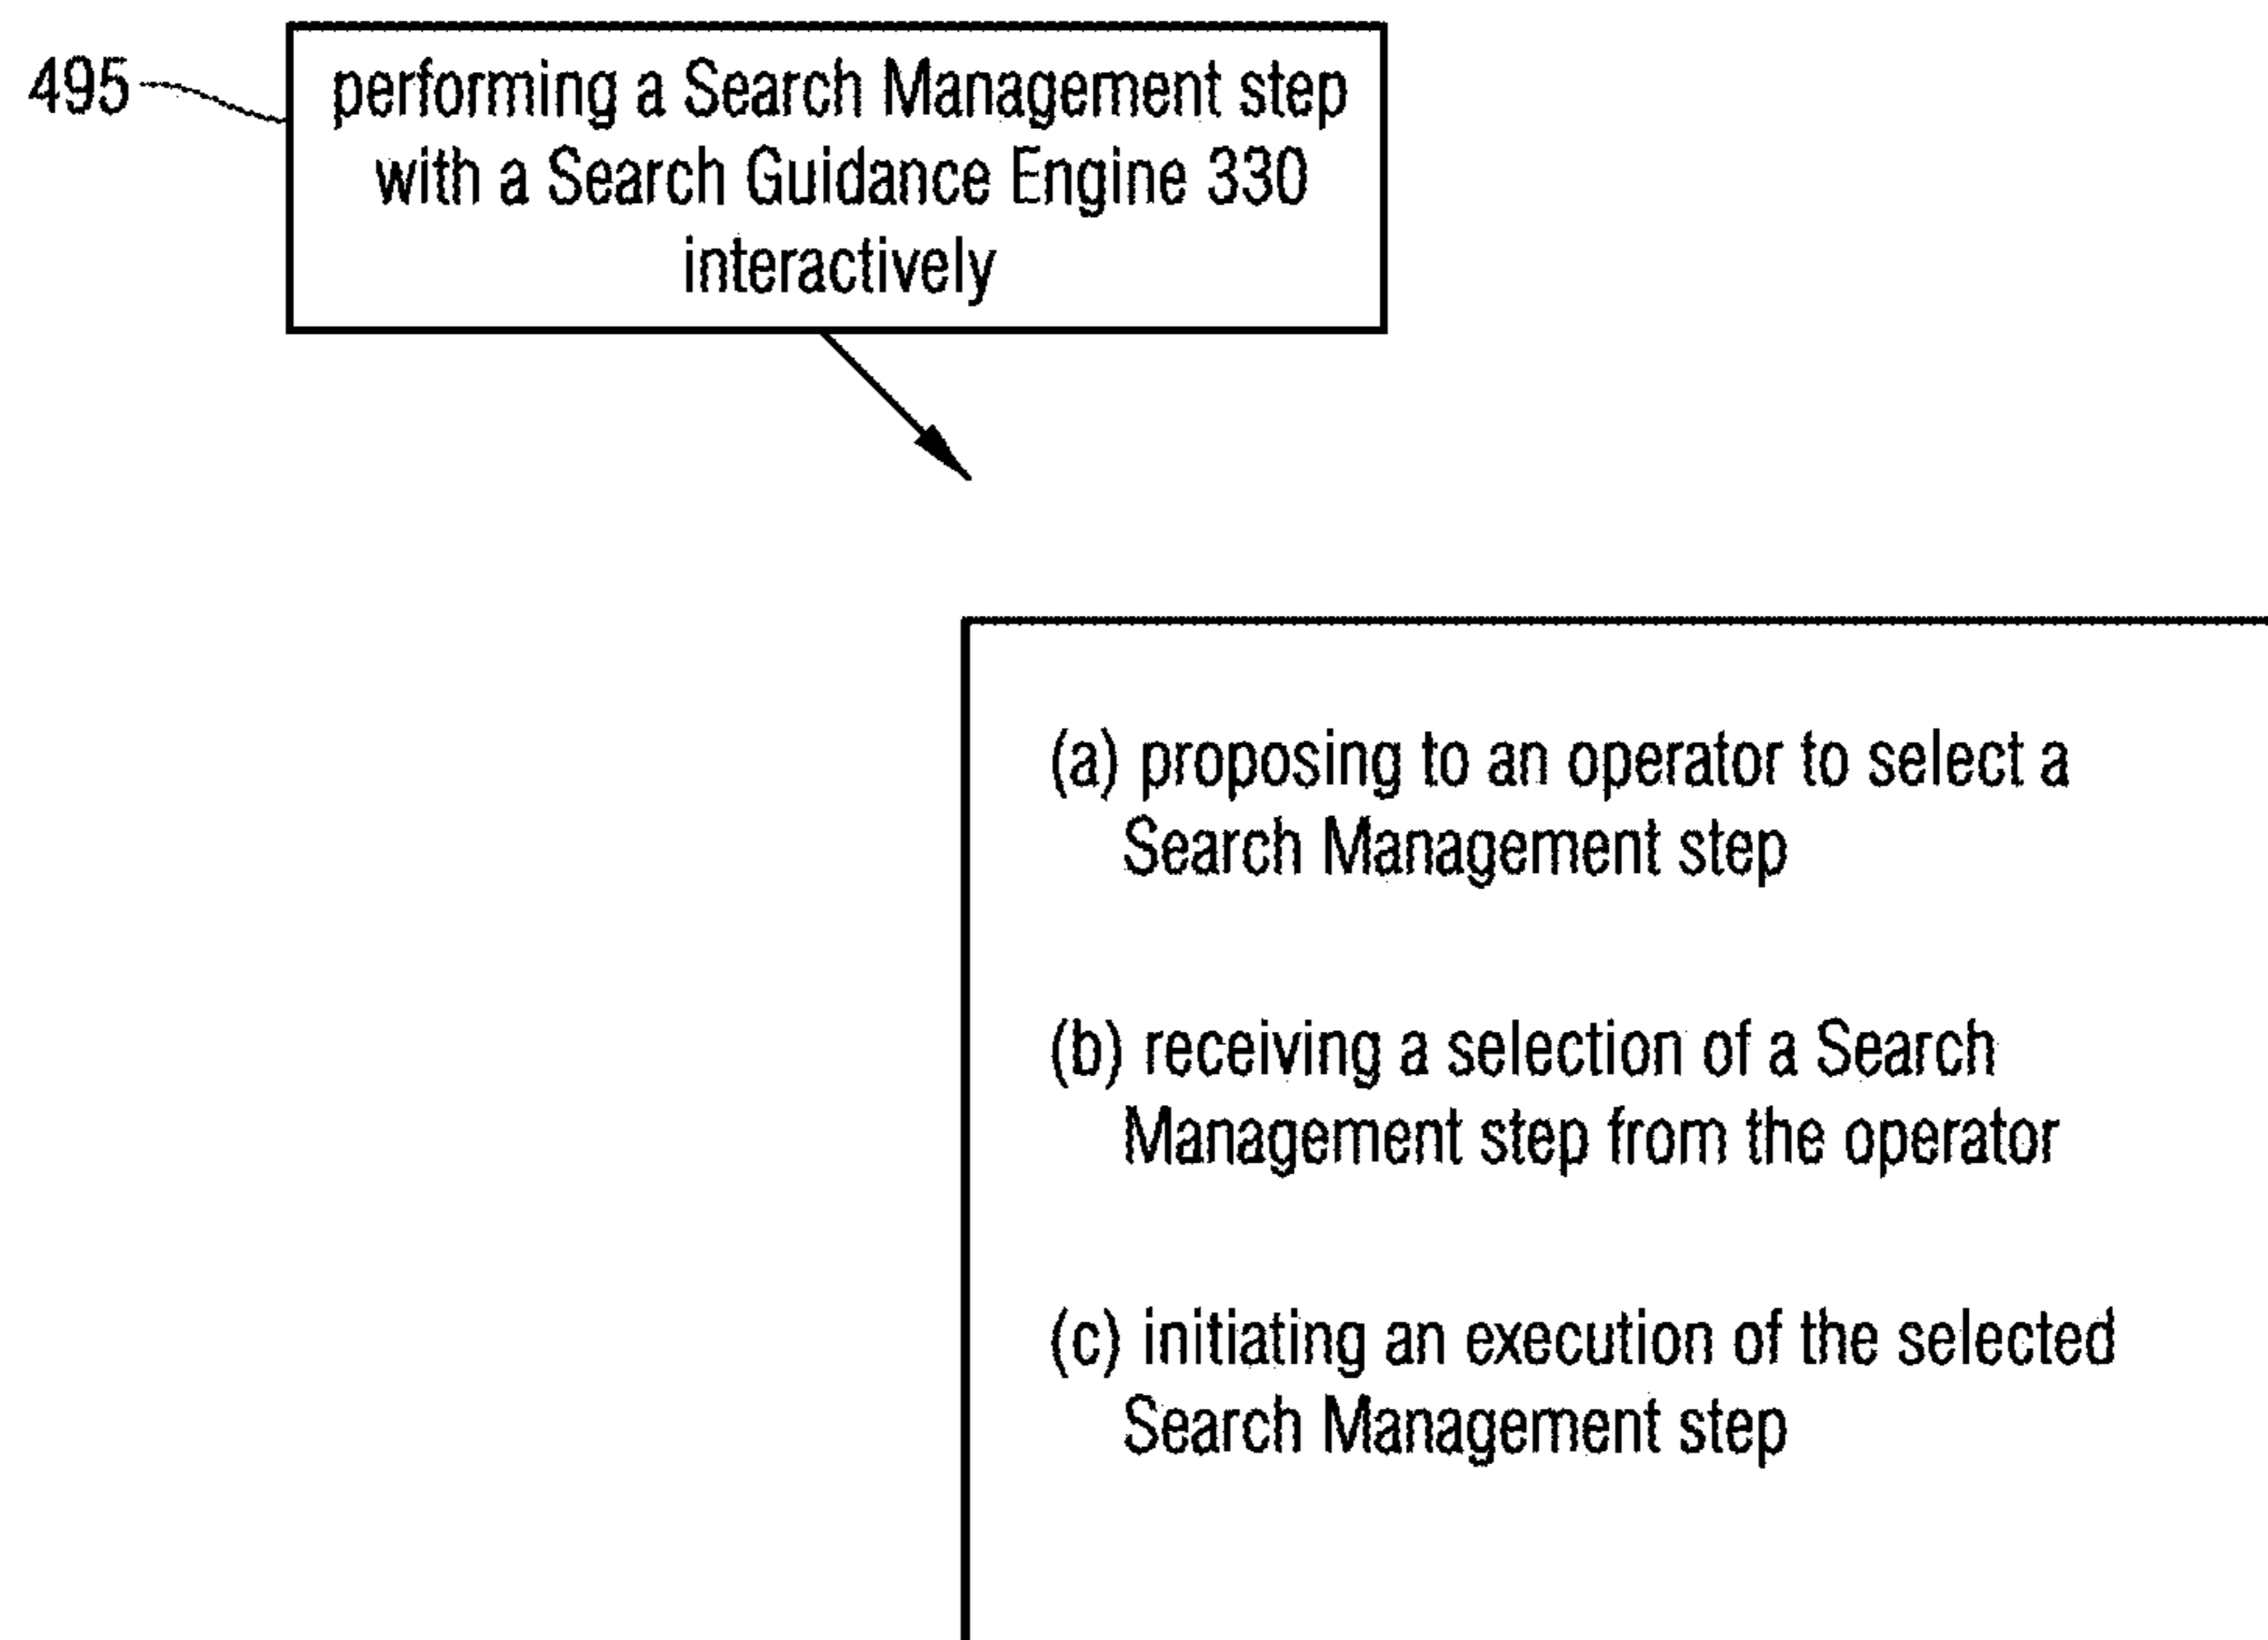 495
performing a Search Management step
with a Search Guidance Engine 330
interactively
(a) proposing to an operator to select a
Search Management step
(b) receiving a selection of a Search
Management step from the operator
(c) initiating an execution of the selected
Search Management step